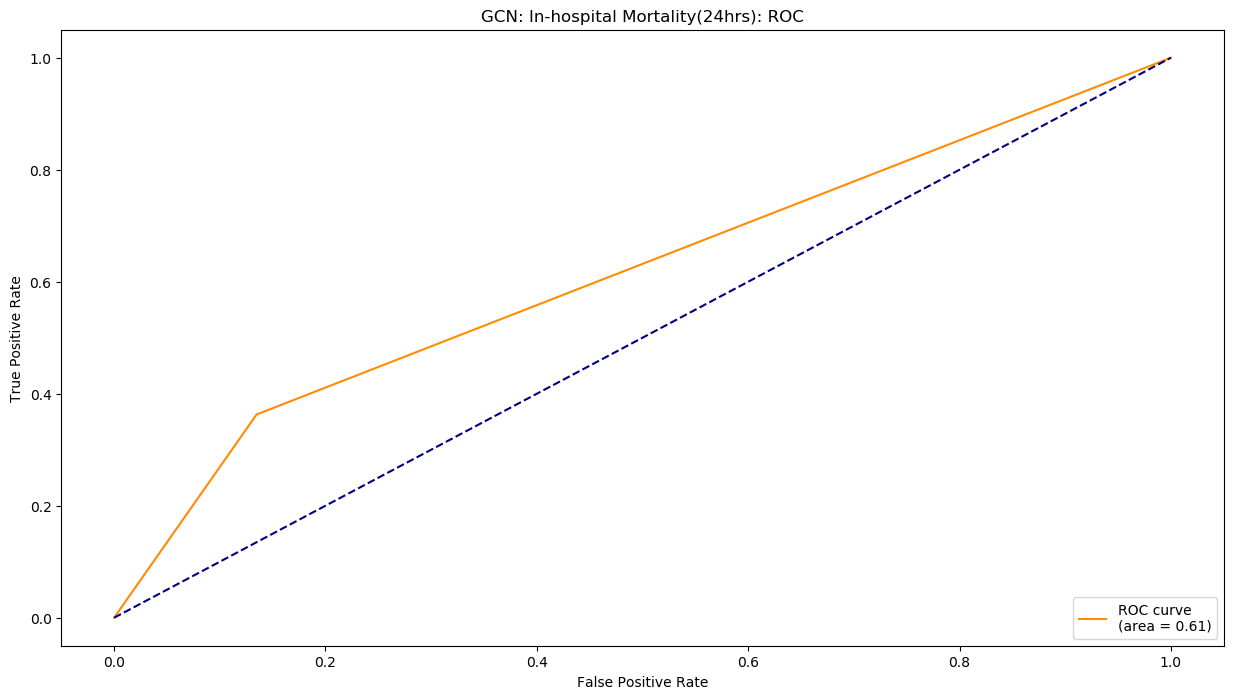 GCN: In-hospital Mortality(24hrs): ROC
1.0
0.8
0.6
0.4
0.2
0.0
True Positive Rate
0.0 0.2 0.4 0.6 0.8 1.0
False Positive Rate
ROC curve
(area = 0.61)